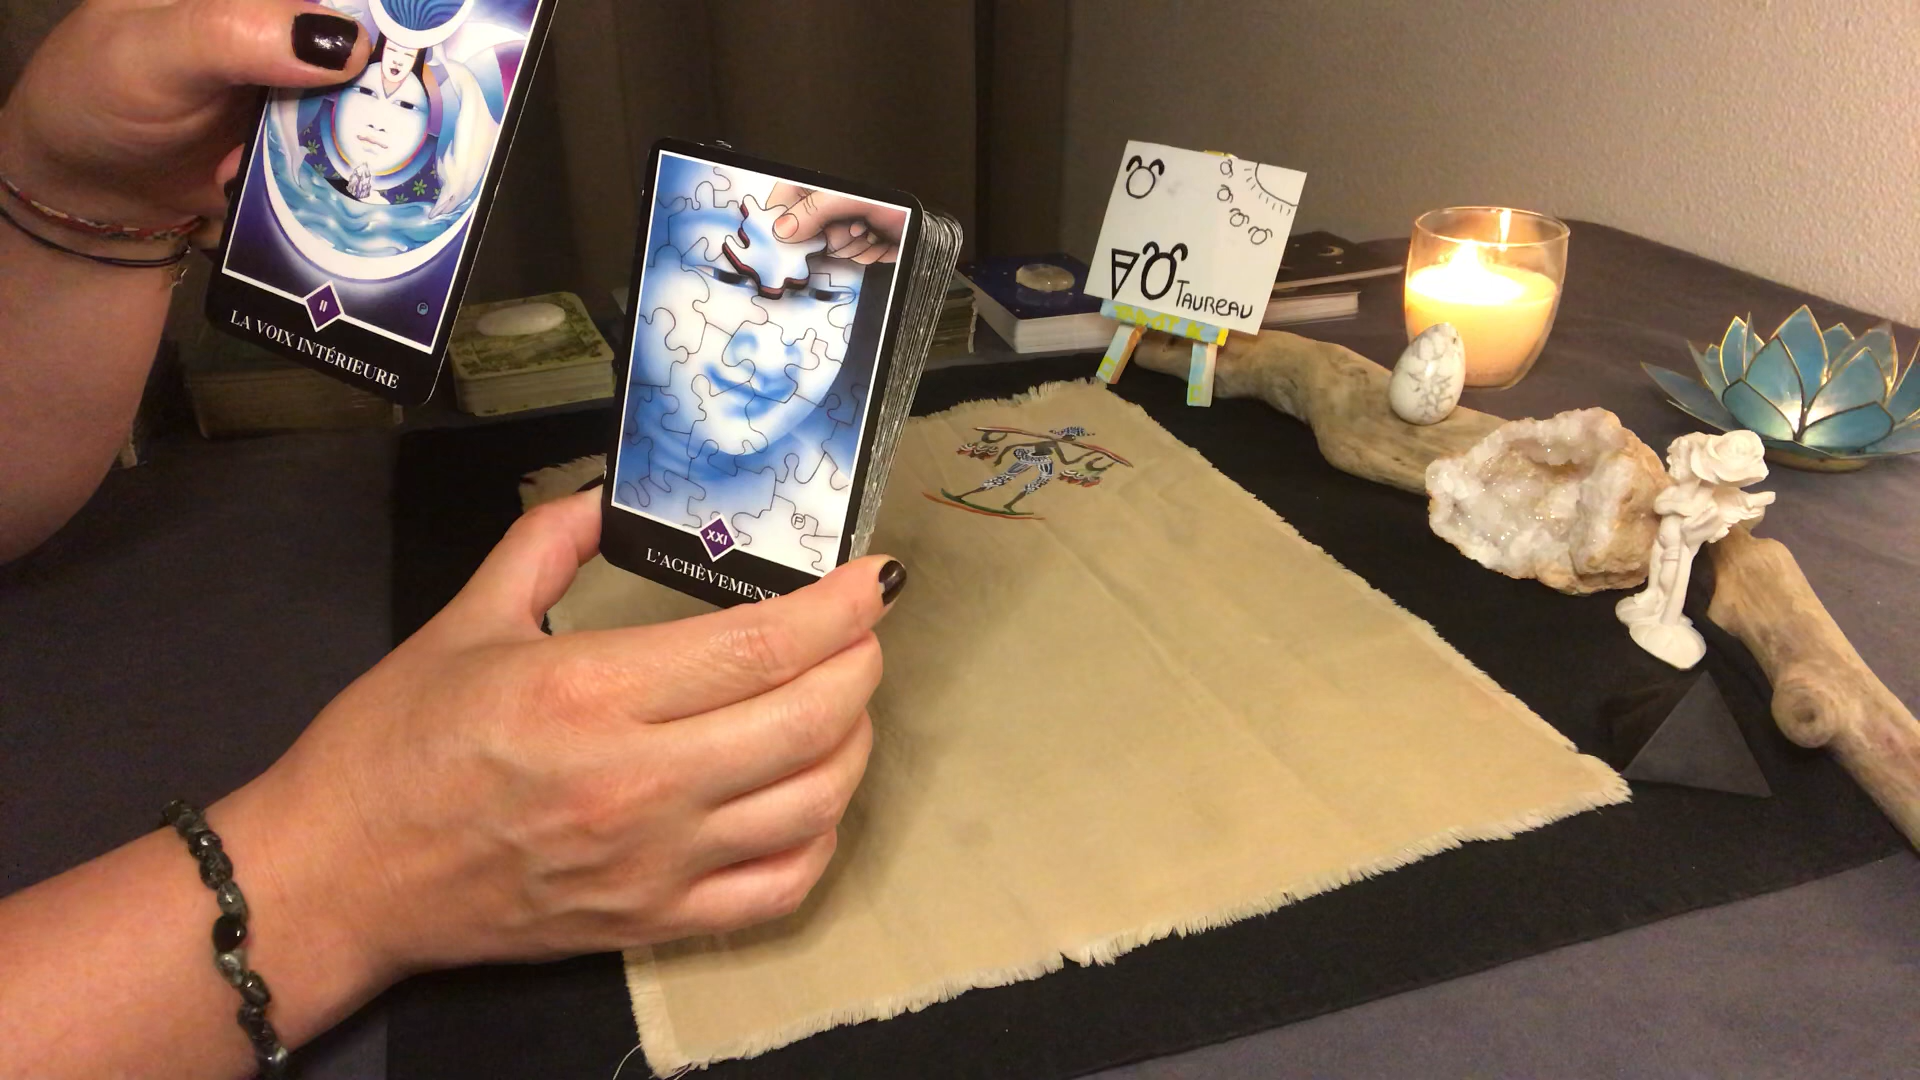 II
LA VOIX INTÉRIEURE
XXI
L'ACHÈVEMENT
TAUREAU